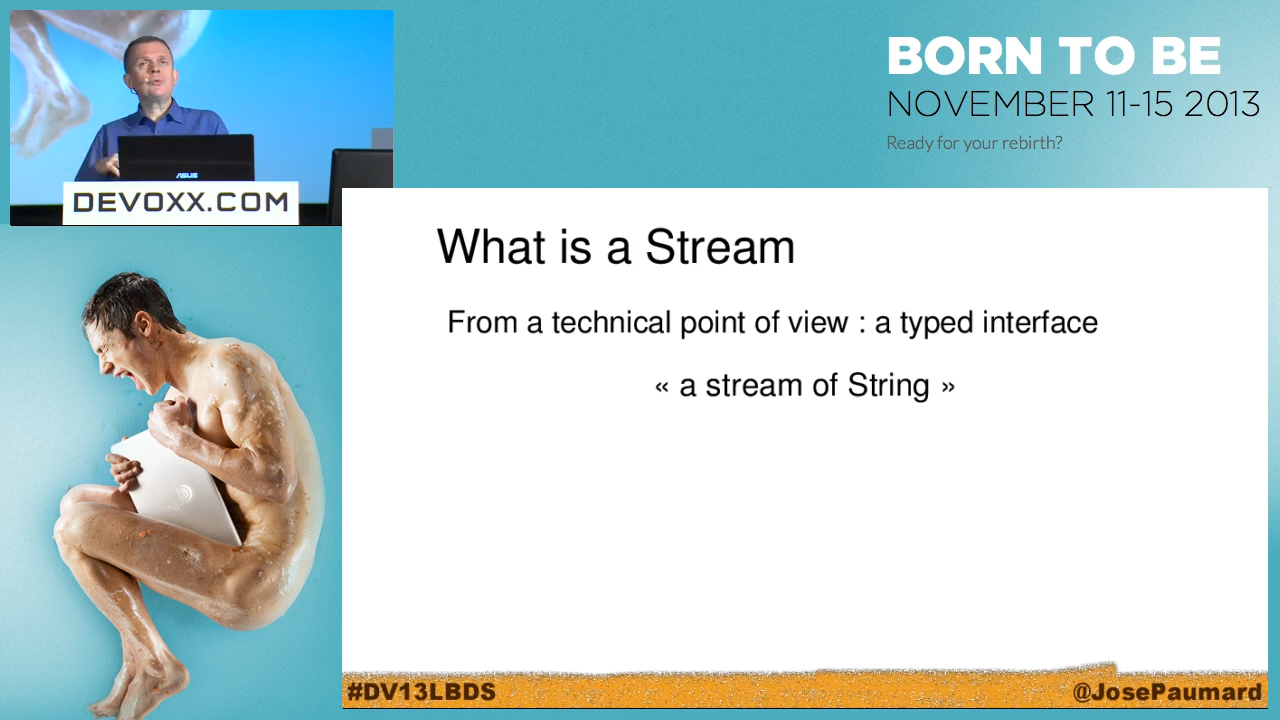 BORN TO BE
NOVEMBER 11-15 2013
Ready for your rebirth?
ASUS
DEVOXX.COM
What is a Stream
From a technical point of view : a typed interface
« a stream of String »
#DV13LBDS
@JosePaumard